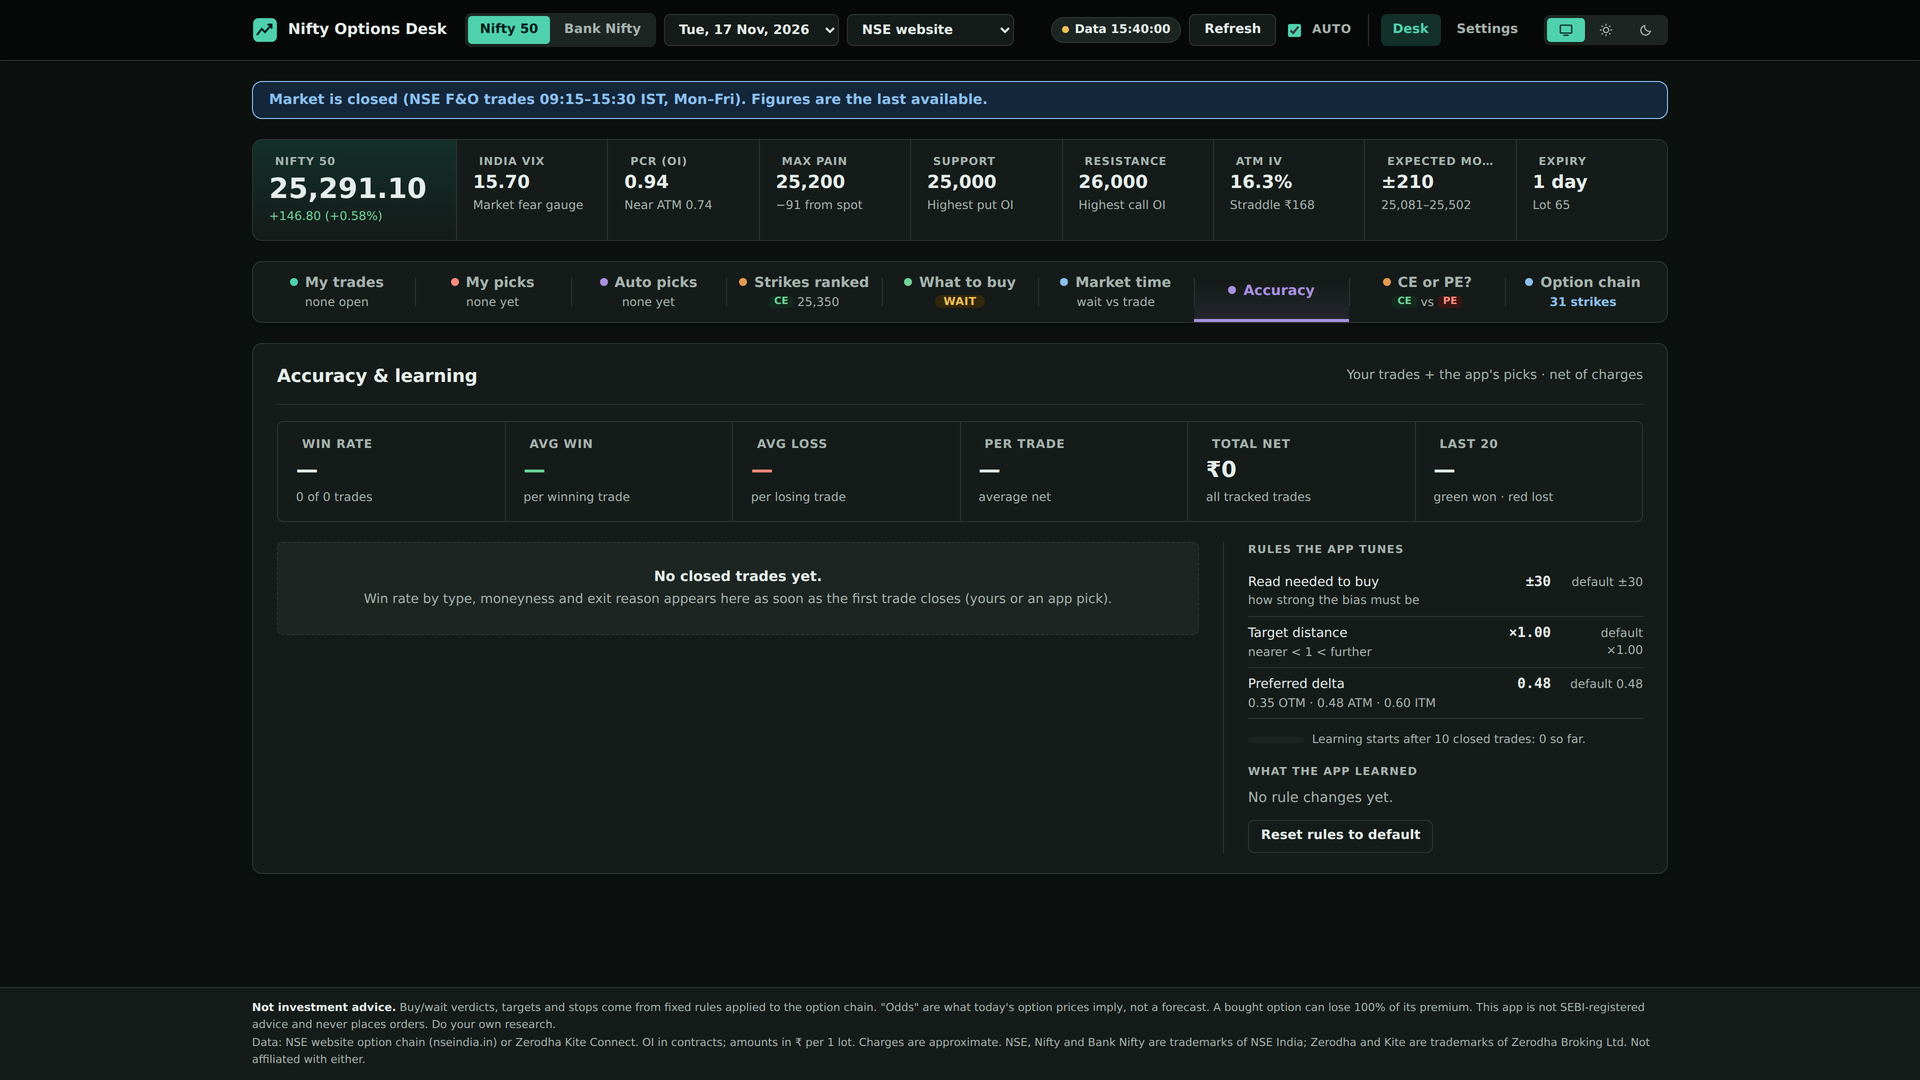 Nifty Options Desk
Nifty 50
Bank Nifty
Tue, 17 Nov, 2026
NSE website
Data 15:40:00
Refresh
AUTO
Desk
Settings
Market is closed (NSE F&O trades 09:15–15:30 IST, Mon–Fri). Figures are the last available.
NIFTY 50
25,291.10
+146.80 (+0.58%)
INDIA VIX
15.70
Market fear gauge
PCR (OI)
0.94
Near ATM 0.74
MAX PAIN
25,200
−91 from spot
SUPPORT
25,000
Highest put OI
RESISTANCE
26,000
Highest call OI
ATM IV
16.3%
Straddle ₹168
EXPECTED MO…
±210
25,081–25,502
EXPIRY
1 day
Lot 65
My trades
none open
My picks
none yet
Auto picks
none yet
Strikes ranked
CE 25,350
What to buy
WAIT
Market time
wait vs trade
Accuracy
CE or PE?
CE vs PE
Option chain
31 strikes
Accuracy & learning
Your trades + the app's picks · net of charges
WIN RATE
—
0 of 0 trades
AVG WIN
—
per winning trade
AVG LOSS
—
per losing trade
PER TRADE
—
average net
TOTAL NET
₹0
all tracked trades
LAST 20
—
green won · red lost
No closed trades yet.
Win rate by type, moneyness and exit reason appears here as soon as the first trade closes (yours or an app pick).
RULES THE APP TUNES
Read needed to buy ±30 default ±30
how strong the bias must be
Target distance ×1.00 default ×1.00
nearer < 1 < further
Preferred delta 0.48 default 0.48
0.35 OTM · 0.48 ATM · 0.60 ITM
Learning starts after 10 closed trades: 0 so far.
WHAT THE APP LEARNED
No rule changes yet.
Reset rules to default
Not investment advice. Buy/wait verdicts, targets and stops come from fixed rules applied to the option chain. "Odds" are what today's option prices imply, not a forecast. A bought option can lose 100% of its premium. This app is not SEBI-registered
advice and never places orders. Do your own research.
Data: NSE website option chain (nseindia.in) or Zerodha Kite Connect. OI in contracts; amounts in ₹ per 1 lot. Charges are approximate. NSE, Nifty and Bank Nifty are trademarks of NSE India; Zerodha and Kite are trademarks of Zerodha Broking Ltd. Not
affiliated with either.